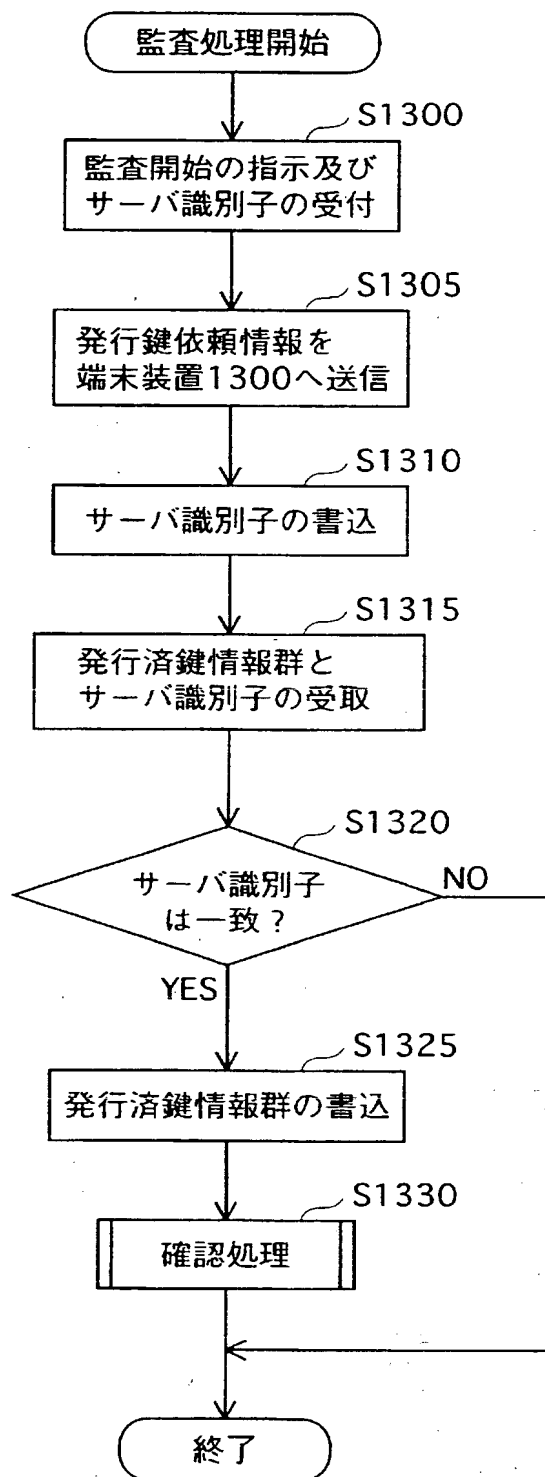 監査処理開始
S1300
監査開始の指示及び
サーバ識別子の受付
S1305
発行鍵依頼情報を
端末装置1300へ送信
S1310
サーバ識別子の書込
S1315
発行済鍵情報群と
サーバ識別子の受取
S1320
サーバ識別子
は一致？
NO
YES
S1325
発行済鍵情報群の書込
S1330
確認処理
終了